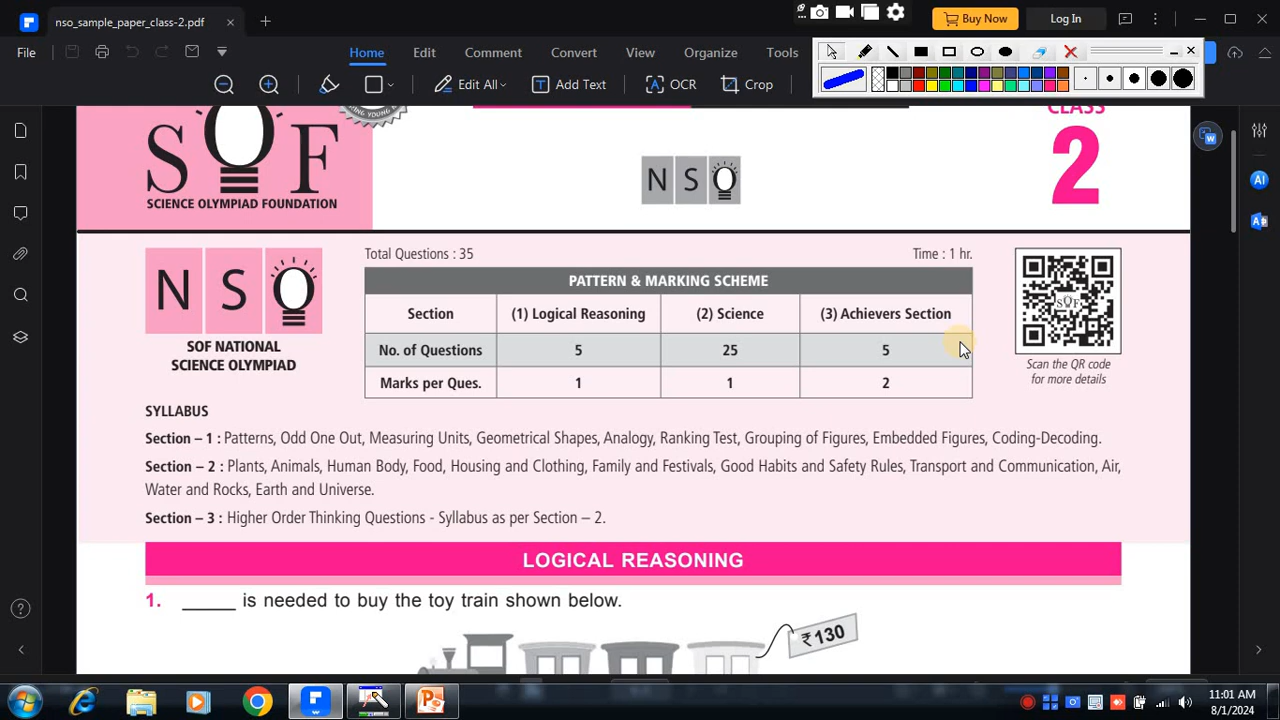 nso_sample_paper_class-2.pdf
Buy Now
Log In
File
Home
Edit
Comment
Convert
View
Organize
Tools
Edit All
Add Text
OCR
Crop
CLASS
2
SOF
SCIENCE OLYMPIAD FOUNDATION
NSO
NSO
SOF NATIONAL
SCIENCE OLYMPIAD
Total Questions : 35
Time : 1 hr.
PATTERN & MARKING SCHEME
Section (1) Logical Reasoning (2) Science (3) Achievers Section
No. of Questions 5 25 5
Marks per Ques. 1 1 2
SOF
Scan the QR code
for more details
SYLLABUS
Section – 1 : Patterns, Odd One Out, Measuring Units, Geometrical Shapes, Analogy, Ranking Test, Grouping of Figures, Embedded Figures, Coding-Decoding.
Section – 2 : Plants, Animals, Human Body, Food, Housing and Clothing, Family and Festivals, Good Habits and Safety Rules, Transport and Communication, Air,
Water and Rocks, Earth and Universe.
Section – 3 : Higher Order Thinking Questions - Syllabus as per Section – 2.
LOGICAL REASONING
1. _____ is needed to buy the toy train shown below.
₹130
11:01 AM
8/1/2024